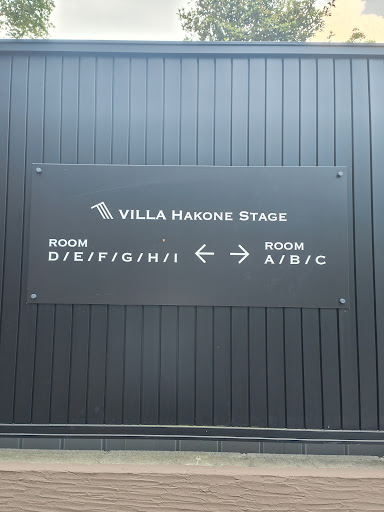 VILLA HAKONE STAGE
ROOM
D/E/F/G/H/I ← → ROOM
A/B/C